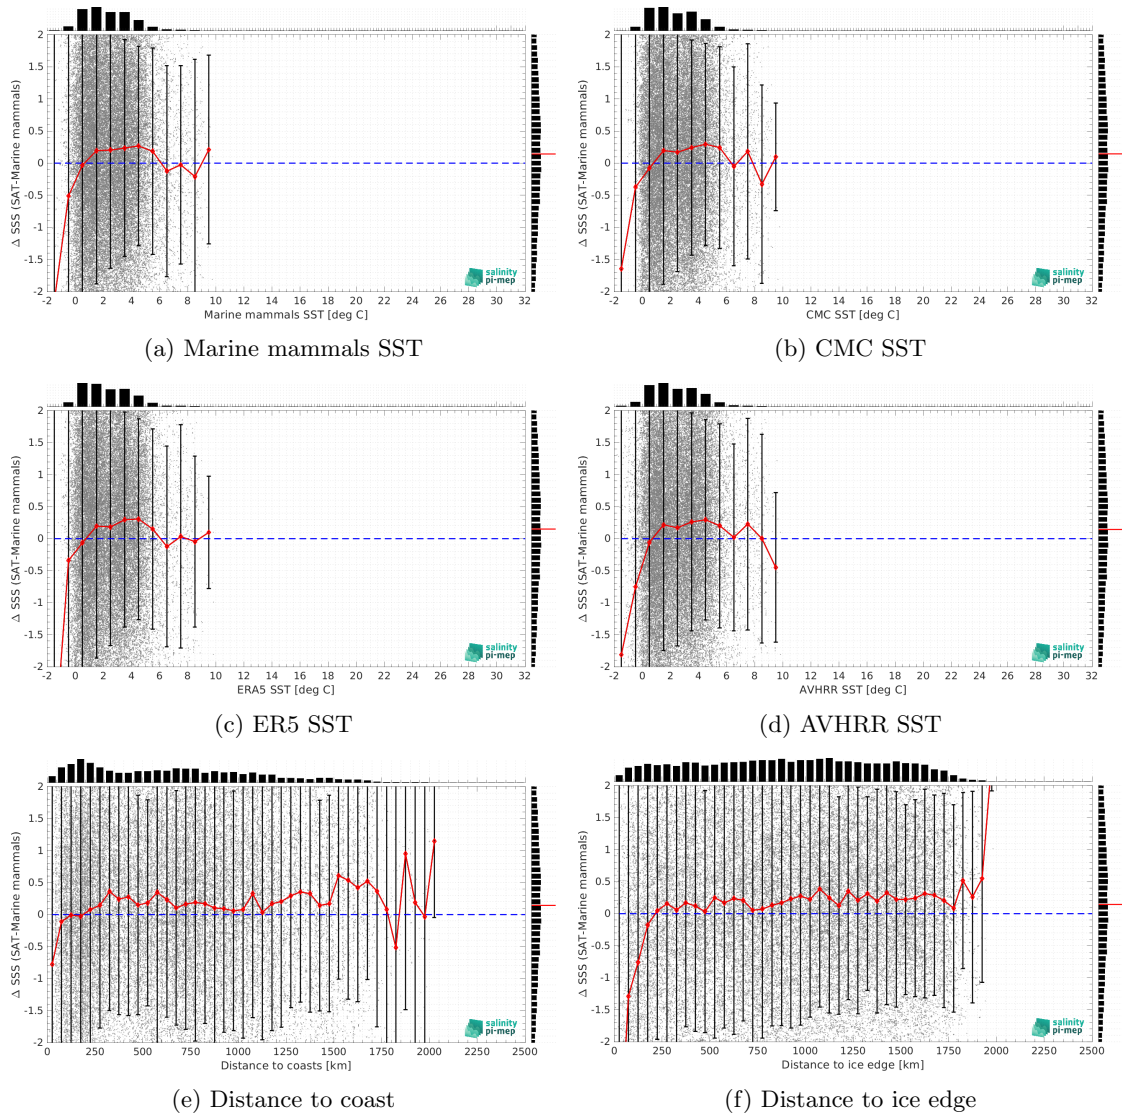 2
1.5
1
0.5
0
-0.5
-1
-1.5
-2
Δ SSS (SAT-Marine mammals)
salinity
pi-mep
-2 0 2 4 6 8 10 12 14 16 18 20 22 24 26 28 30 32
Marine mammals SST [deg C]
(a) Marine mammals SST
2
1.5
1
0.5
0
-0.5
-1
-1.5
-2
Δ SSS (SAT-Marine mammals)
salinity
pi-mep
-2 0 2 4 6 8 10 12 14 16 18 20 22 24 26 28 30 32
CMC SST [deg C]
(b) CMC SST
2
1.5
1
0.5
0
-0.5
-1
-1.5
-2
Δ SSS (SAT-Marine mammals)
salinity
pi-mep
-2 0 2 4 6 8 10 12 14 16 18 20 22 24 26 28 30 32
ERA5 SST [deg C]
(c) ER5 SST
2
1.5
1
0.5
0
-0.5
-1
-1.5
-2
Δ SSS (SAT-Marine mammals)
salinity
pi-mep
-2 0 2 4 6 8 10 12 14 16 18 20 22 24 26 28 30 32
AVHRR SST [deg C]
(d) AVHRR SST
2
1.5
1
0.5
0
-0.5
-1
-1.5
-2
Δ SSS (SAT-Marine mammals)
salinity
pi-mep
0 250 500 750 1000 1250 1500 1750 2000 2250 2500
Distance to coasts [km]
(e) Distance to coast
2
1.5
1
0.5
0
-0.5
-1
-1.5
-2
Δ SSS (SAT-Marine mammals)
salinity
pi-mep
0 250 500 750 1000 1250 1500 1750 2000 2250 2500
Distance to ice edge [km]
(f) Distance to ice edge